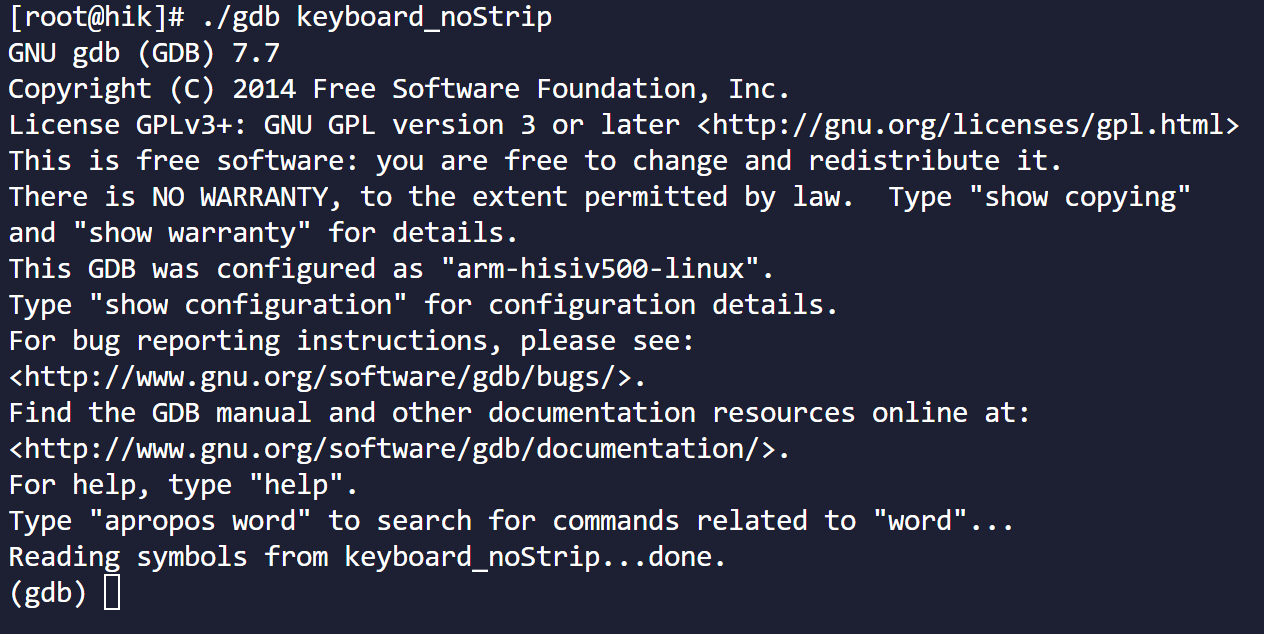 [root@hik]# ./gdb keyboard_noStrip
GNU gdb (GDB) 7.7
Copyright (C) 2014 Free Software Foundation, Inc.
License GPLv3+: GNU GPL version 3 or later <http://gnu.org/licenses/gpl.html>
This is free software: you are free to change and redistribute it.
There is NO WARRANTY, to the extent permitted by law.  Type "show copying"
and "show warranty" for details.
This GDB was configured as "arm-hisiv500-linux".
Type "show configuration" for configuration details.
For bug reporting instructions, please see:
<http://www.gnu.org/software/gdb/bugs/>.
Find the GDB manual and other documentation resources online at:
<http://www.gnu.org/software/gdb/documentation/>.
For help, type "help".
Type "apropos word" to search for commands related to "word"...
Reading symbols from keyboard_noStrip...done.
(gdb)